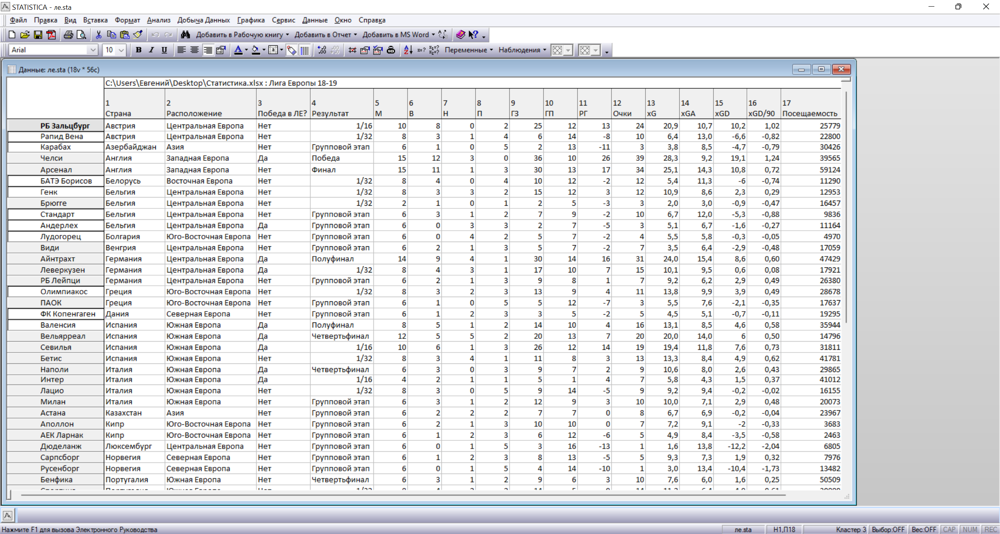 STATISTICA - ле.sta
Файл Правка Вид Вставка Формат Анализ Добыча Данных Графика Сервис Данные Окно Справка
Добавить в Рабочую книгу Добавить в Отчет Добавить в MS Word
Arial 10 B I U Переменные Наблюдения
Данные: ле.sta (18v * 56c)
C:\Users\Евгений\Desktop\Статистика.xlsx : Лига Европы 18-19
1 2 3 4 5 6 7 8 9 10 11 12 13 14 15 16 17
Страна Расположение Победа в ЛЕ? Результат М В Н П ГЗ ГП РГ Очки xG xGA xGD xGD/90 Посещаемость
РБ Зальцбург Австрия Центральная Европа Нет 1/16 10 8 0 2 25 12 13 24 20,9 10,7 10,2 1,02 25779
Рапид Вена Австрия Центральная Европа Нет 1/32 8 3 1 4 6 14 -8 10 6,4 13,0 -6,6 -0,82 22800
Карабах Азербайджан Азия Нет Групповой этап 6 1 0 5 2 13 -11 3 3,8 8,5 -4,7 -0,79 30426
Челси Англия Западная Европа Да Победа 15 12 3 0 36 10 26 39 28,3 9,2 19,1 1,24 39565
Арсенал Англия Западная Европа Нет Финал 15 11 1 3 30 13 17 34 25,1 14,3 10,8 0,72 59124
БАТЭ Борисов Белорусь Восточная Европа Нет 1/32 8 4 0 4 10 12 -2 12 5,4 11,3 -6 -0,74 11290
Генк Бельгия Центральная Европа Нет 1/32 8 3 3 2 15 12 3 12 10,9 8,6 2,3 0,29 12953
Брюгге Бельгия Центральная Европа Нет 1/32 2 1 0 1 2 5 -3 3 2,0 3,0 -0,9 -0,47 16457
Стандарт Бельгия Центральная Европа Нет Групповой этап 6 3 1 2 7 9 -2 10 6,7 12,0 -5,3 -0,88 9836
Андерлех Бельгия Центральная Европа Да Групповой этап 6 0 3 3 2 7 -5 3 5,1 6,7 -1,6 -0,27 11164
Лудогорец Болгария Юго-Восточная Европа Нет Групповой этап 6 0 4 2 5 7 -2 4 5,5 5,8 -0,3 -0,05 4970
Види Венгрия Центральная Европа Нет Групповой этап 6 2 1 3 5 7 -2 7 3,5 6,4 -2,9 -0,48 17059
Айнтрахт Германия Центральная Европа Да Полуфинал 14 9 4 1 30 14 16 31 24,0 15,4 8,6 0,60 47429
Леверкузен Германия Центральная Европа Да 1/32 8 4 3 1 17 10 7 15 10,1 9,5 0,6 0,08 17921
РБ Лейпци Германия Центральная Европа Нет Групповой этап 6 2 1 3 9 8 1 7 9,2 6,2 2,9 0,49 26380
Олимпиакос Греция Юго-Восточная Европа Нет 1/32 8 3 2 3 13 9 4 11 13,8 9,9 3,9 0,49 28678
ПАОК Греция Юго-Восточная Европа Нет Групповой этап 6 1 0 5 5 12 -7 3 5,5 7,6 -2,1 -0,35 17637
ФК Копенгаген Дания Северная Европа Нет Групповой этап 6 1 2 3 3 5 -2 5 4,5 5,1 -0,7 -0,11 19295
Валенсия Испания Южная Европа Да Полуфинал 8 5 1 2 14 10 4 16 13,1 8,5 4,6 0,58 35944
Вельярреал Испания Южная Европа Да Четвертьфинал 12 5 5 2 20 13 7 20 20,0 14,0 6 0,50 14796
Севилья Испания Южная Европа Да 1/16 10 6 1 3 26 12 14 19 19,4 11,8 7,6 0,73 31811
Бетис Испания Южная Европа Нет 1/32 8 3 4 1 11 8 3 13 13,3 8,4 4,9 0,62 41781
Наполи Италия Южная Европа Да Четвертьфинал 6 3 0 3 9 7 2 9 10,6 8,0 2,6 0,43 29865
Интер Италия Южная Европа Да 1/16 4 2 1 1 5 1 4 7 5,8 4,3 1,5 0,37 41012
Лацио Италия Южная Европа Нет 1/32 8 3 0 5 9 14 -5 9 9,2 9,4 -0,2 -0,02 16155
Милан Италия Южная Европа Нет Групповой этап 6 3 1 2 12 9 3 10 10,0 7,1 2,9 0,48 20073
Астана Казахстан Азия Нет Групповой этап 6 2 2 2 7 7 0 8 6,7 6,9 -0,2 -0,04 23967
Аполлон Кипр Юго-Восточная Европа Нет Групповой этап 6 2 1 3 10 10 0 7 7,2 9,1 -2 -0,33 3683
АЕК Ларнак Кипр Юго-Восточная Европа Нет Групповой этап 6 1 2 3 6 12 -6 5 4,9 8,4 -3,5 -0,58 2463
Дюделанж Люксембург Центральная Европа Нет Групповой этап 6 0 1 5 3 16 -13 1 1,6 13,8 -12,2 -2,04 6805
Сарпсборг Норвегия Северная Европа Нет Групповой этап 6 1 2 3 8 13 -5 5 9,3 7,3 1,9 0,32 7976
Русенборг Норвегия Северная Европа Нет Групповой этап 6 0 1 5 4 14 -10 1 3,0 13,4 -10,4 -1,73 13482
Бенфика Португалия Южная Европа Нет Четвертьфинал 6 3 1 2 9 6 3 10 7,6 6,0 1,6 0,25 50509
Нажмите F1 для вызова Электронного Руководства ле.sta Н1,П18 Кластер 3 Выбор:OFF Вес:OFF CAP NUM REC